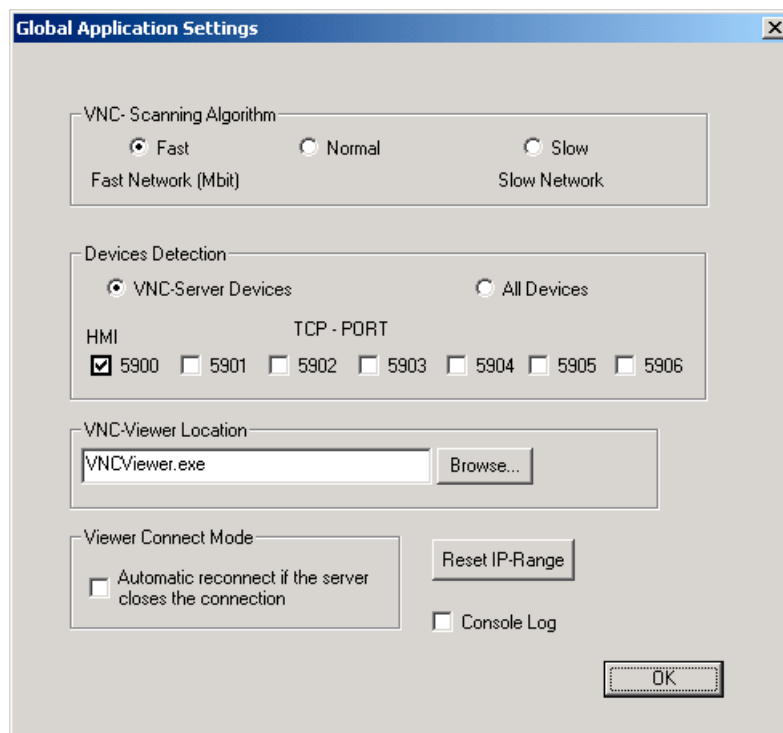 Global Application Settings
VNC- Scanning Algorithm
Fast Normal Slow
Fast Network (Mbit) Slow Network
Devices Detection
VNC-Server Devices All Devices
HMI TCP - PORT
5900 5901 5902 5903 5904 5905 5906
VNC-Viewer Location
VNCViewer.exe Browse...
Viewer Connect Mode
Automatic reconnect if the server
closes the connection
Reset IP-Range
Console Log
OK